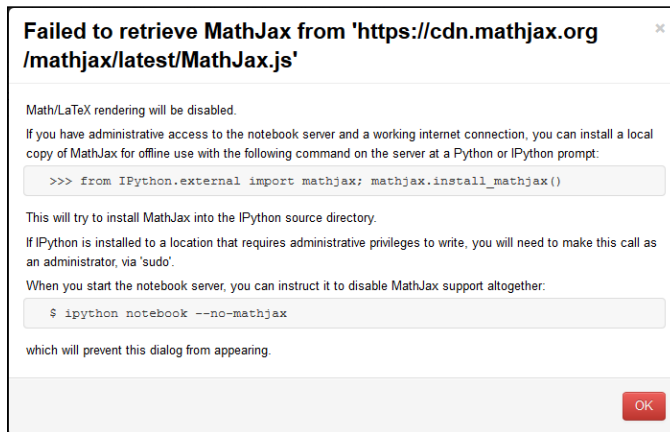 Failed to retrieve MathJax from 'https://cdn.mathjax.org
/mathjax/latest/MathJax.js'
×
Math/LaTeX rendering will be disabled.
If you have administrative access to the notebook server and a working internet connection, you can install a local
copy of MathJax for offline use with the following command on the server at a Python or IPython prompt:
>>> from IPython.external import mathjax; mathjax.install_mathjax()
This will try to install MathJax into the IPython source directory.
If IPython is installed to a location that requires administrative privileges to write, you will need to make this call as
an administrator, via 'sudo'.
When you start the notebook server, you can instruct it to disable MathJax support altogether:
$ ipython notebook --no-mathjax
which will prevent this dialog from appearing.
OK